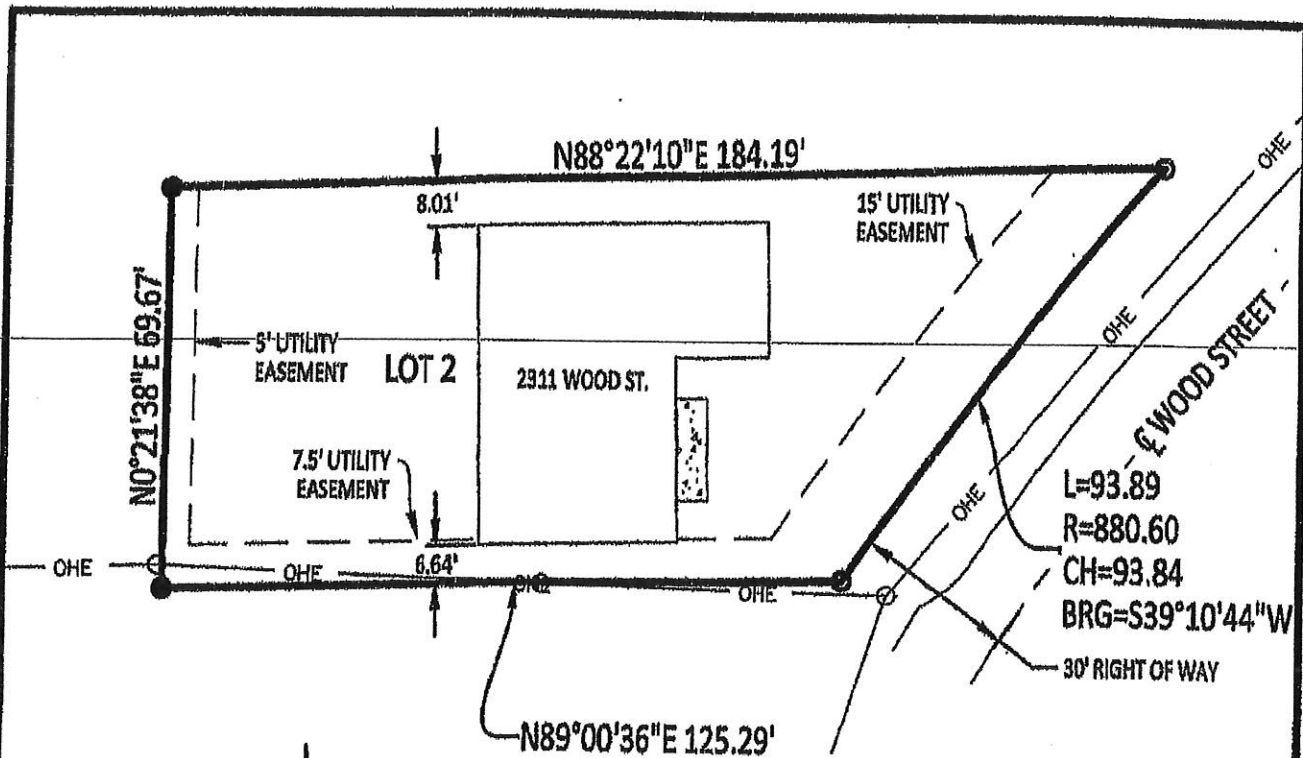 N88°22'10"E 184.19'
8.01'
15' UTILITY
EASEMENT
OHE
N0°21'38"E 69.67'
5' UTILITY
EASEMENT
LOT 2
2911 WOOD ST.
OHE
℄ WOOD STREET
7.5' UTILITY
EASEMENT
OHE
L=93.89
R=880.60
CH=93.84
BRG=S39°10'44"W
OHE
OHE
6.64'
OHE
30' RIGHT OF WAY
N89°00'36"E 125.29'